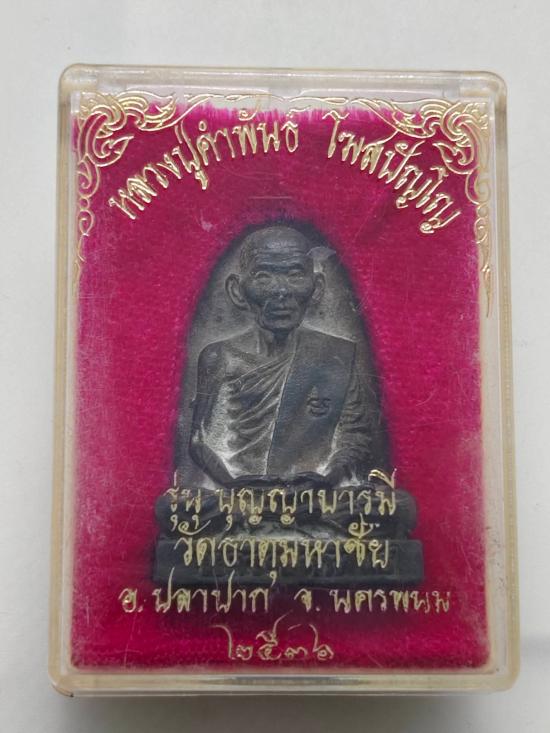 หลวงปู่คำพันธ์ โฆสปัญโญ
รุ่น บุญญาบารมี
วัดธาตุมหาชัย
อ. ปลาปาก จ. นครพนม
๒๕๓๖